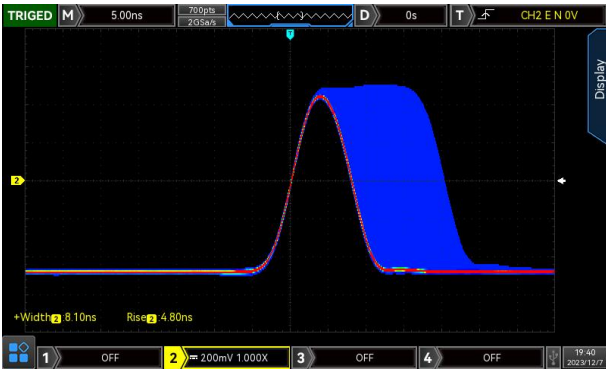 TRIGED M 5.00ns 700pts D 0s T CH2 E N 0V
2GSa/s
T
Display
2
+Width 2 :8.10ns Rise 2 :4.80ns
1 OFF 2 200mV 1.000X 3 OFF 4 OFF 19:40
2023/12/7